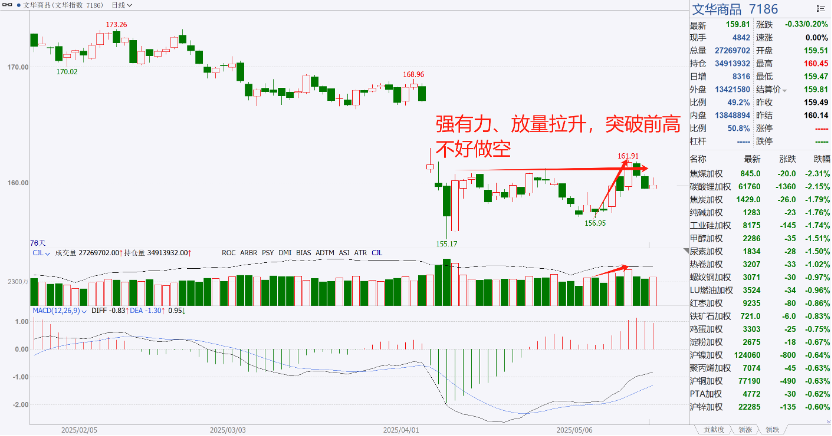 文华商品(文华指数 7186) 日线
173.26
170.02
170.00
168.96
强有力、放量拉升，突破前高
不好做空
161.91
160.00
156.95
155.17
76天
CJL 成交量 27269702.00↑持仓量 34913932.00↑ ROC ARBR PSY DMI BIAS ADTM ASI ATR CJL
2300
MACD(12,26,9) DIFF -0.83↑DEA -1.30↑ 0.95↓
1.00
0.00
-1.00
-2.00
2025/02/05 2025/03/03 2025/04/01 2025/05/06
文华商品 7186
最新 159.81 涨跌 -0.33/0.20%
现手 4842 速涨 0.00%
总量 27269702 开盘 159.51
持仓 34913932 最高 160.45
日增 8316 最低 159.47
外盘 13421580 结算价 159.81
比例 49.2% 昨收 159.49
内盘 13848894 昨结 160.14
比例 50.8% 涨停 -----
杠杆 ----- 跌停 -----
名称 最新 涨跌 涨跌幅
焦煤加权 845.0 -20.0 -2.31%
碳酸锂加权 61760 -1360 -2.15%
焦炭加权 1429.0 -26.0 -1.79%
纯碱加权 1283 -23 -1.76%
工业硅加权 8175 -145 -1.74%
甲醇加权 2286 -35 -1.51%
尿素加权 1834 -28 -1.50%
热卷加权 3207 -33 -1.02%
螺纹钢加权 3071 -30 -0.97%
LU燃油加权 3524 -34 -0.96%
红枣加权 9235 -80 -0.86%
铁矿石加权 721.0 -6.0 -0.83%
鸡蛋加权 3303 -25 -0.75%
淀粉加权 2675 -18 -0.67%
沪镍加权 124060 -800 -0.64%
聚丙烯加权 7044 -45 -0.63%
沪铜加权 77190 -490 -0.63%
PTA加权 4772 -30 -0.62%
沪锌加权 22285 -135 -0.60%
贡献度 领涨 领跌